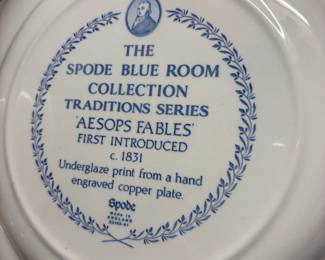 THE
SPODE BLUE ROOM
COLLECTION
TRADITIONS SERIES
'AESOPS FABLES'
FIRST INTRODUCED
c. 1831
Underglaze print from a hand
engraved copper plate.
Spode
MADE IN
ENGLAND